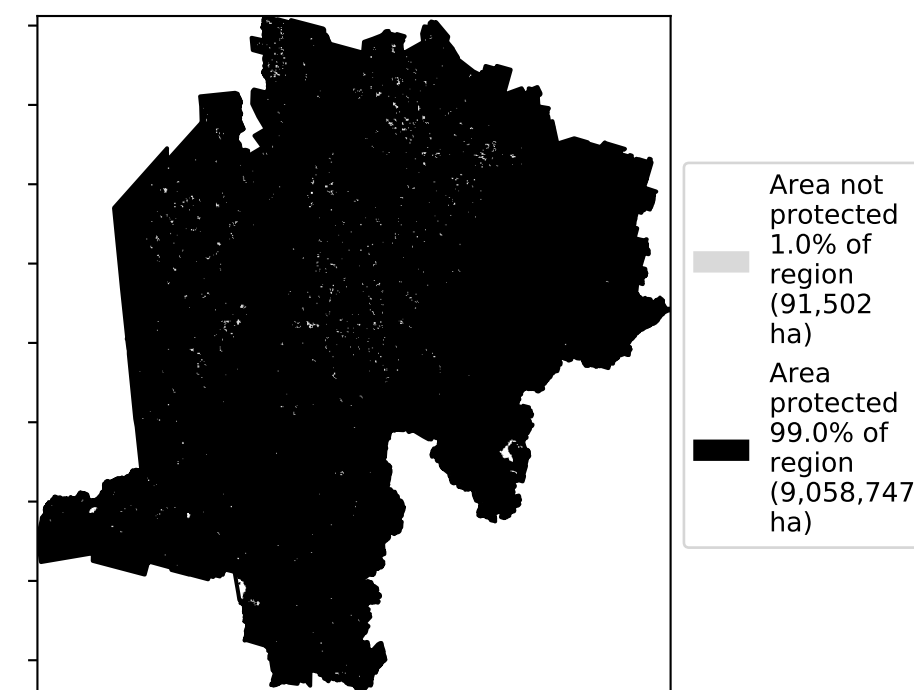 Area not
protected
1.0% of
region
(91,502
ha)
Area
protected
99.0% of
region
(9,058,747
ha)